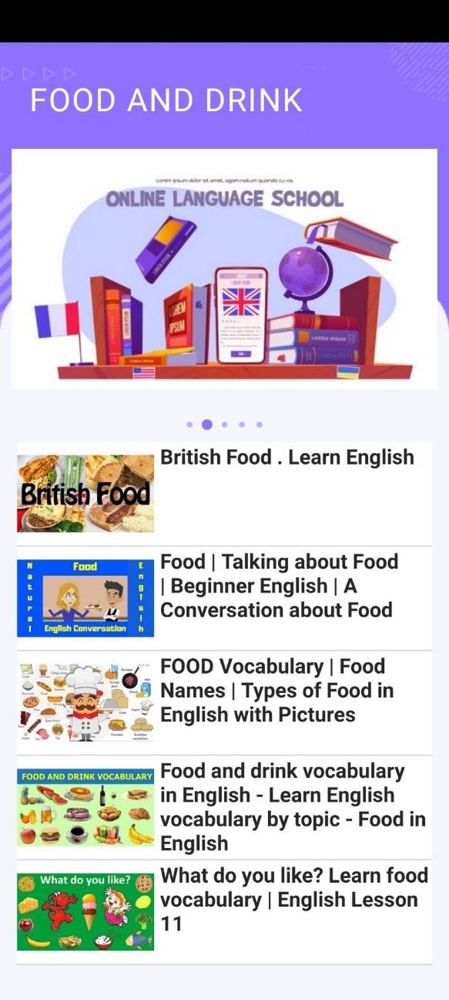 FOOD AND DRINK
Lorem ipsum dolor sit amet, agam natum quando cu vis.
ONLINE LANGUAGE SCHOOL
LOREM IPSUM
LOREM
IPSUM
LOREM IPSUM
British Food
British Food . Learn English
Food
Natural
English
English Conversation
Food | Talking about Food
| Beginner English | A
Conversation about Food
FOOD Vocabulary | Food
Names | Types of Food in
English with Pictures
FOOD AND DRINK VOCABULARY
Food and drink vocabulary
in English - Learn English
vocabulary by topic - Food in
English
What do you like?
What do you like? Learn food
vocabulary | English Lesson
11